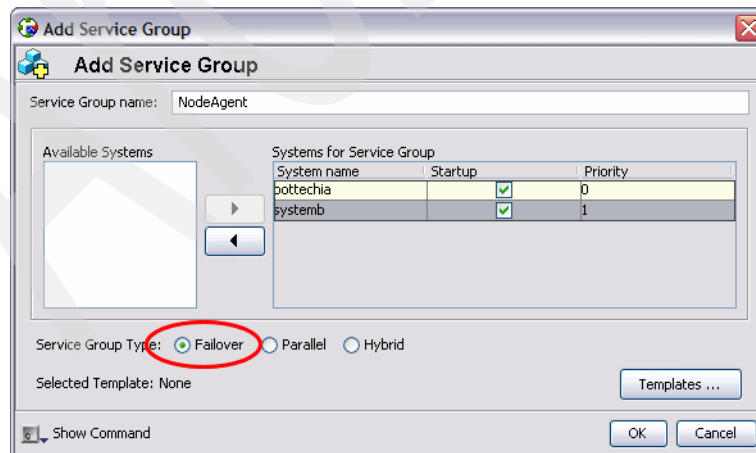 Add Service Group
Add Service Group
Service Group name: NodeAgent
Available Systems
Systems for Service Group
System name Startup Priority
bottechia 0
systemb 1
Service Group Type: Failover Parallel Hybrid
Selected Template: None
Templates ...
Show Command
OK Cancel